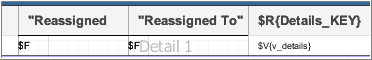 "Reassigned "Reassigned To" $R{Details_KEY}
$F $F Detail 1 $V{v_details}